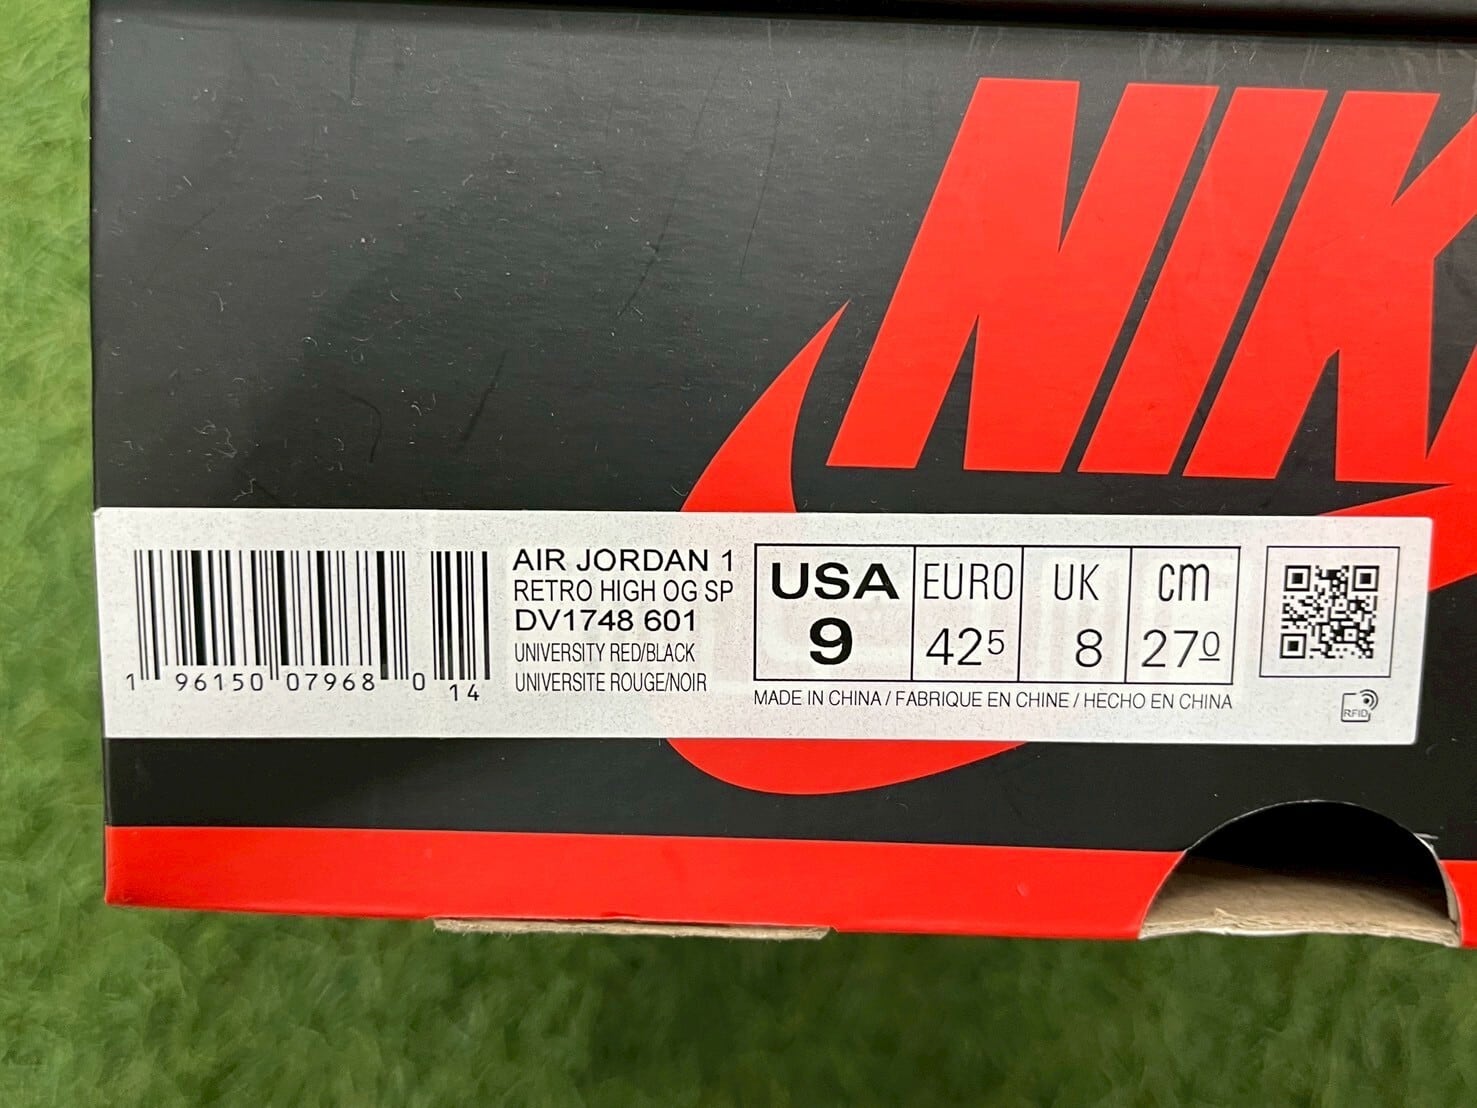 NIK
AIR JORDAN 1
RETRO HIGH OG SP
DV1748 601
UNIVERSITY RED/BLACK
UNIVERSITE ROUGE/NOIR
1 96150 07968 0 14
USA EURO UK cm
9 425 8 270
MADE IN CHINA / FABRIQUE EN CHINE / HECHO EN CHINA
RFID